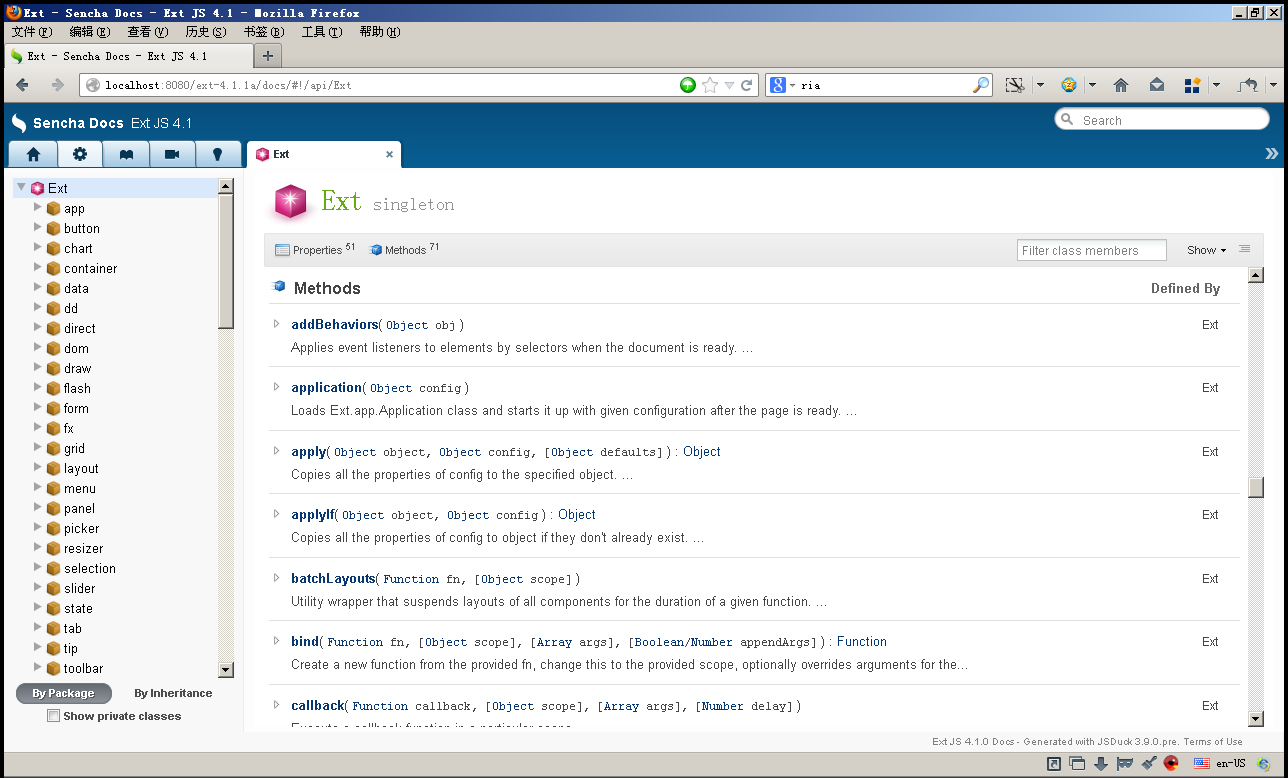 Ext - Sencha Docs - Ext JS 4.1 - Mozilla Firefox
文件(F) 编辑(E) 查看(V) 历史(S) 书签(B) 工具(T) 帮助(H)
Ext - Sencha Docs - Ext JS 4.1
localhost:8080/ext-4.1.1a/docs/#!/api/Ext
8 ria
Sencha Docs Ext JS 4.1
Search
Ext
Ext
app
button
chart
container
data
dd
direct
dom
draw
flash
form
fx
grid
layout
menu
panel
picker
resizer
selection
slider
state
tab
tip
toolbar
By Package By Inheritance
Show private classes
Ext singleton
Properties 51 Methods 71 Filter class members Show
Methods Defined By
addBehaviors( Object obj ) Ext
Applies event listeners to elements by selectors when the document is ready. ...
application( Object config ) Ext
Loads Ext.app.Application class and starts it up with given configuration after the page is ready. ...
apply( Object object, Object config, [Object defaults] ) : Object Ext
Copies all the properties of config to the specified object. ...
applyIf( Object object, Object config ) : Object Ext
Copies all the properties of config to object if they don't already exist. ...
batchLayouts( Function fn, [Object scope] ) Ext
Utility wrapper that suspends layouts of all components for the duration of a given function. ...
bind( Function fn, [Object scope], [Array args], [Boolean/Number appendArgs] ) : Function Ext
Create a new function from the provided fn, change this to the provided scope, optionally overrides arguments for the...
callback( Function callback, [Object scope], [Array args], [Number delay] ) Ext
Execute a callback function in a particular scope
Ext JS 4.1.0 Docs - Generated with JSDuck 3.9.0.pre. Terms of Use
en-US